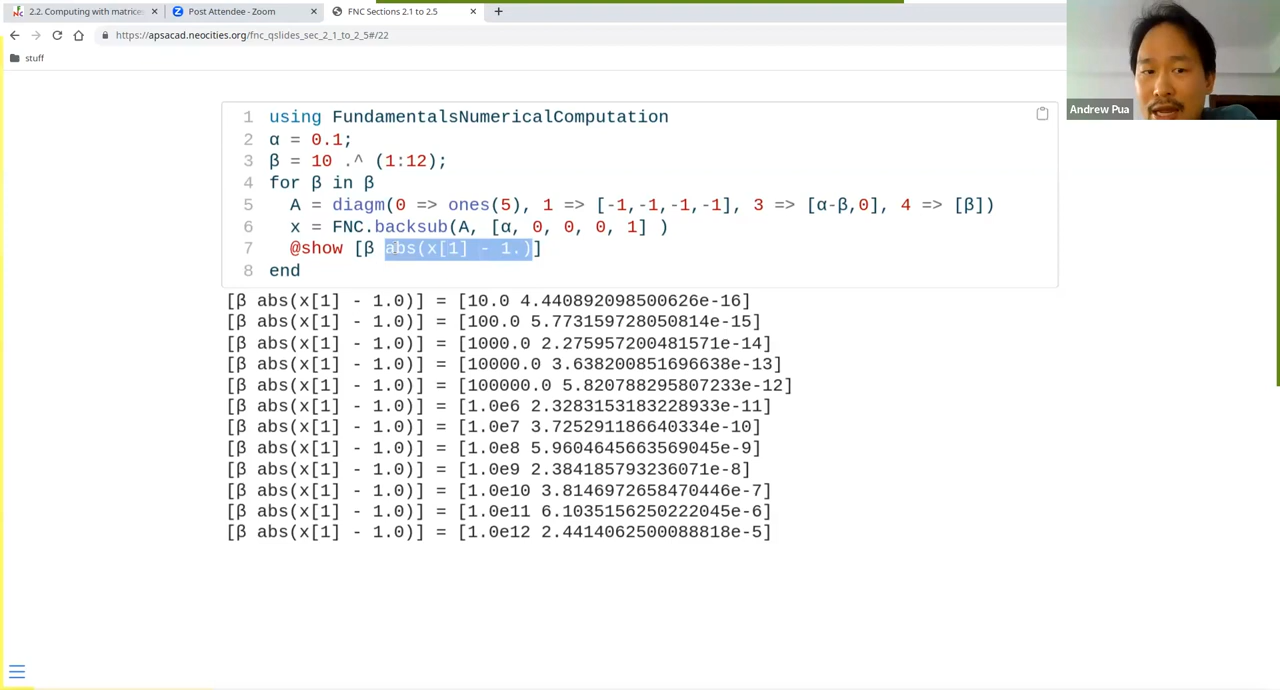 2.2. Computing with matrices
Post Attendee - Zoom
FNC Sections 2.1 to 2.5
https://apsacad.neocities.org/fnc_qslides_sec_2_1_to_2_5#/22
stuff
Andrew Pua
1 using FundamentalsNumericalComputation
2 α = 0.1;
3 β = 10 .^ (1:12);
4 for β in β
5 A = diagm(0 => ones(5), 1 => [-1,-1,-1,-1], 3 => [α-β,0], 4 => [β])
6 x = FNC.backsub(A, [α, 0, 0, 0, 1] )
7 @show [β abs(x[1] - 1.)]
8 end
[β abs(x[1] - 1.0)] = [10.0 4.440892098500626e-16]
[β abs(x[1] - 1.0)] = [100.0 5.773159728050814e-15]
[β abs(x[1] - 1.0)] = [1000.0 2.275957200481571e-14]
[β abs(x[1] - 1.0)] = [10000.0 3.638200851696638e-13]
[β abs(x[1] - 1.0)] = [100000.0 5.820788295807233e-12]
[β abs(x[1] - 1.0)] = [1.0e6 2.3283153183228933e-11]
[β abs(x[1] - 1.0)] = [1.0e7 3.725291186640334e-10]
[β abs(x[1] - 1.0)] = [1.0e8 5.9604645663569045e-9]
[β abs(x[1] - 1.0)] = [1.0e9 2.384185793236071e-8]
[β abs(x[1] - 1.0)] = [1.0e10 3.8146972658470446e-7]
[β abs(x[1] - 1.0)] = [1.0e11 6.1035156250222045e-6]
[β abs(x[1] - 1.0)] = [1.0e12 2.4414062500088818e-5]